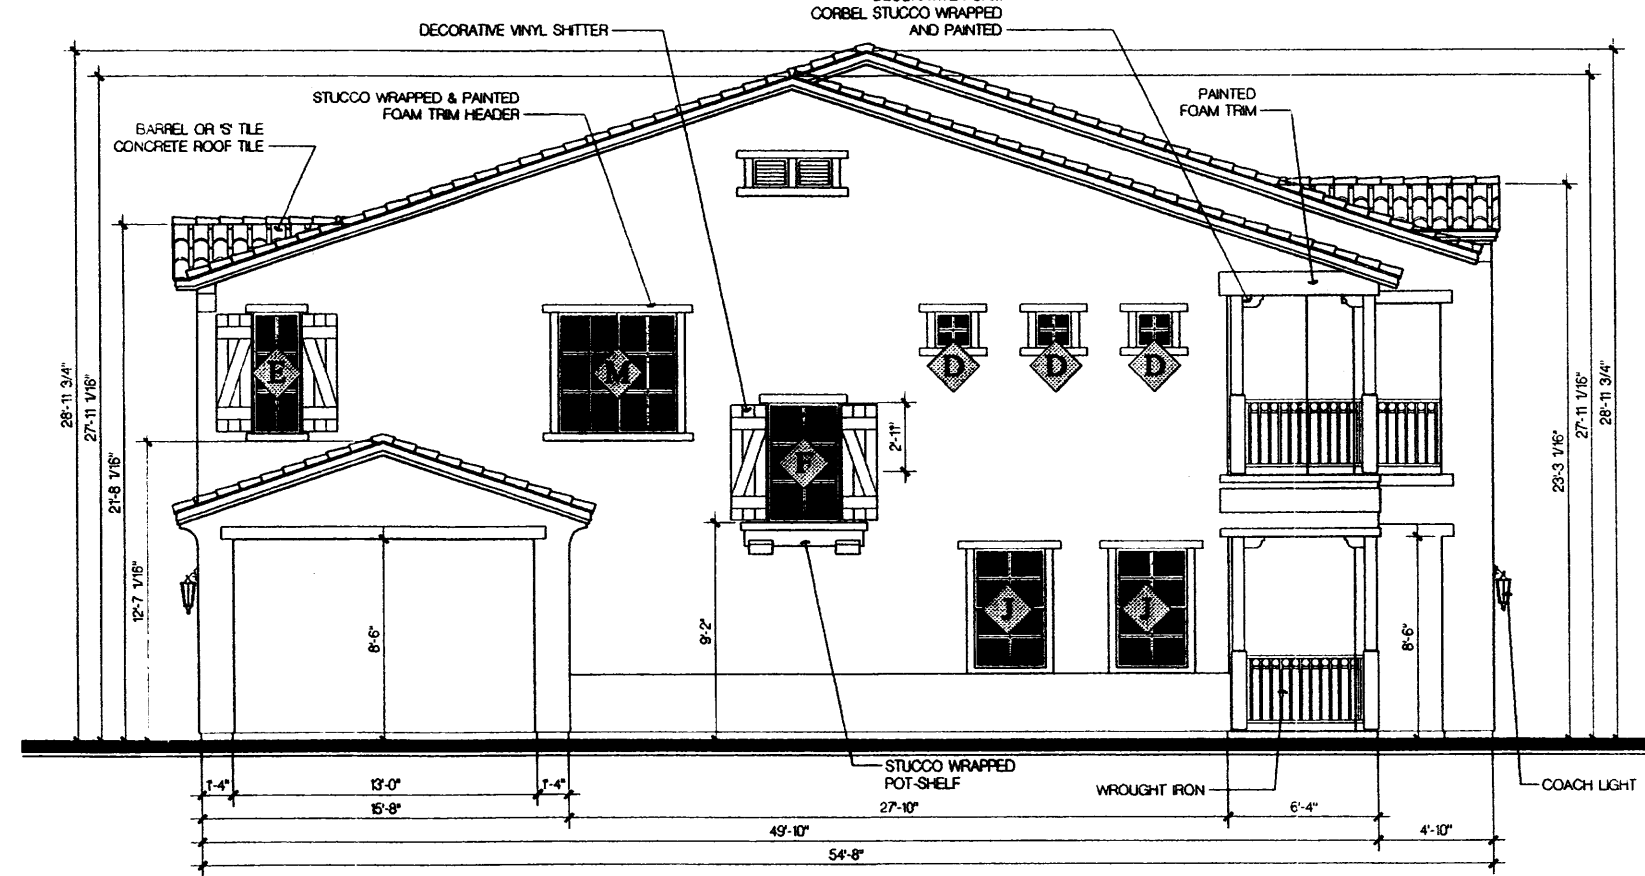 CORBEL STUCCO WRAPPED
AND PAINTED
DECORATIVE VINYL SHITTER
STUCCO WRAPPED & PAINTED
FOAM TRIM HEADER
PAINTED
FOAM TRIM
BARREL OR 'S' TILE
CONCRETE ROOF TILE
28'-11 3/4"
27'-11 1/16"
21'-8 1/16"
12'-7 1/16"
E
M
D
D
D
F
2'-11"
J
J
8'-6"
9'-2"
8'-6"
23'-3 1/16"
27'-11 1/16"
28'-11 3/4"
STUCCO WRAPPED
POT-SHELF
WROUGHT IRON
COACH LIGHT
1'-4"
13'-0"
1'-4"
15'-8"
27'-10"
6'-4"
49'-10"
4'-10"
54'-8"